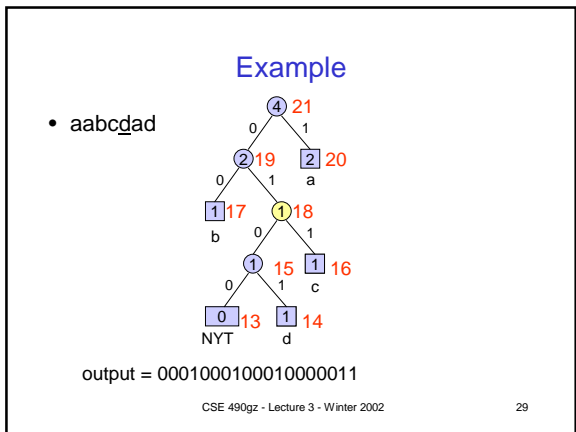 Example
• aabcdad
4 21
0 1
2 19 2 20
a
0 1
1 17 1 18
b
0 1
1 15 1 16
c
0 1
0 13 1 14
NYT d
output = 0001000100010000011
CSE 490gz - Lecture 3 - Winter 2002 29